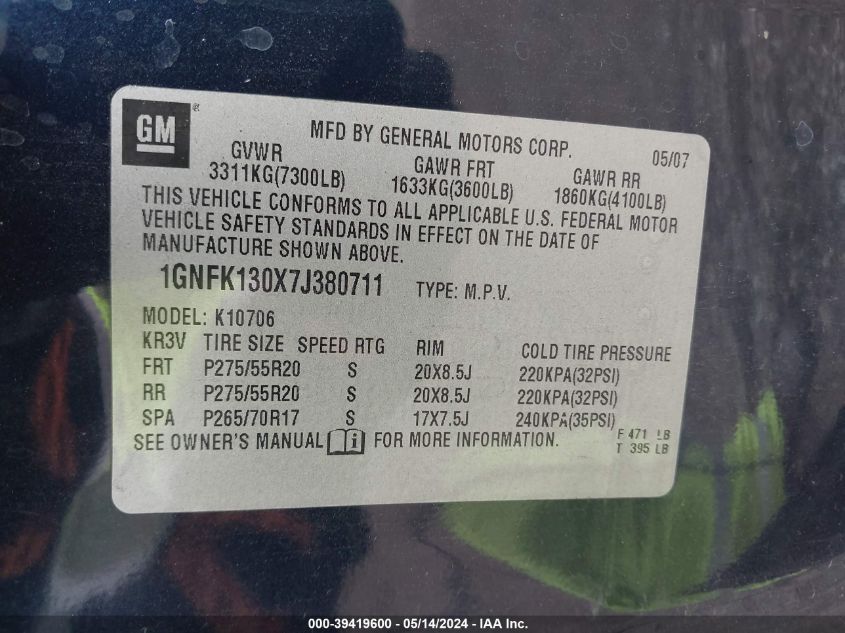 GM ®
MFD BY GENERAL MOTORS CORP. 05/07
GVWR GAWR FRT GAWR RR
3311KG(7300LB) 1633KG(3600LB) 1860KG(4100LB)
THIS VEHICLE CONFORMS TO ALL APPLICABLE U.S. FEDERAL MOTOR
VEHICLE SAFETY STANDARDS IN EFFECT ON THE DATE OF
MANUFACTURE SHOWN ABOVE.
1GNFK130X7J380711 TYPE: M.P.V.
MODEL: K10706
KR3V TIRE SIZE SPEED RTG RIM COLD TIRE PRESSURE
FRT P275/55R20 S 20X8.5J 220KPA(32PSI)
RR P275/55R20 S 20X8.5J 220KPA(32PSI)
SPA P265/70R17 S 17X7.5J 240KPA(35PSI)
SEE OWNER'S MANUAL i FOR MORE INFORMATION.
F 471 LB
T 395 LB
000-39419600 - 05/14/2024 - IAA Inc.